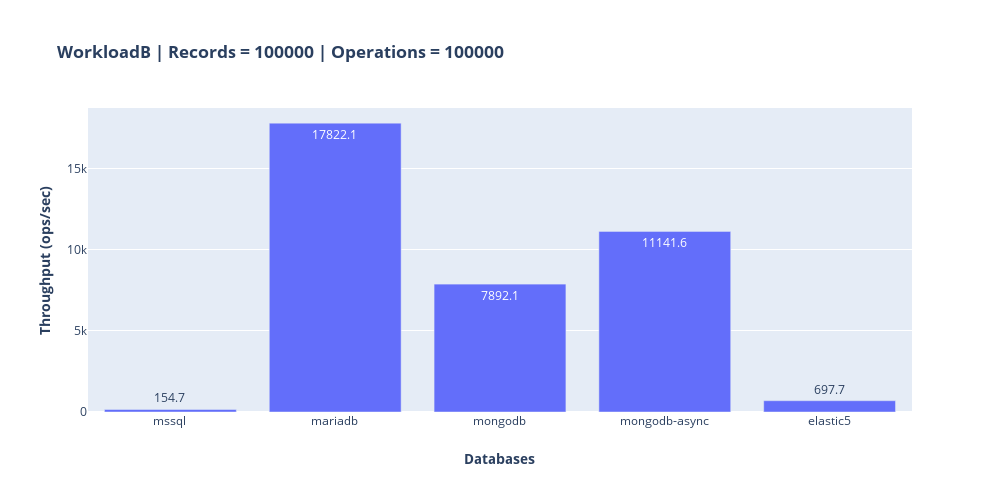 WorkloadB | Records = 100000 | Operations = 100000
Throughput (ops/sec)
15k
10k
5k
0
154.7
17822.1
7892.1
11141.6
697.7
mssql
mariadb
mongodb
mongodb-async
elastic5
Databases